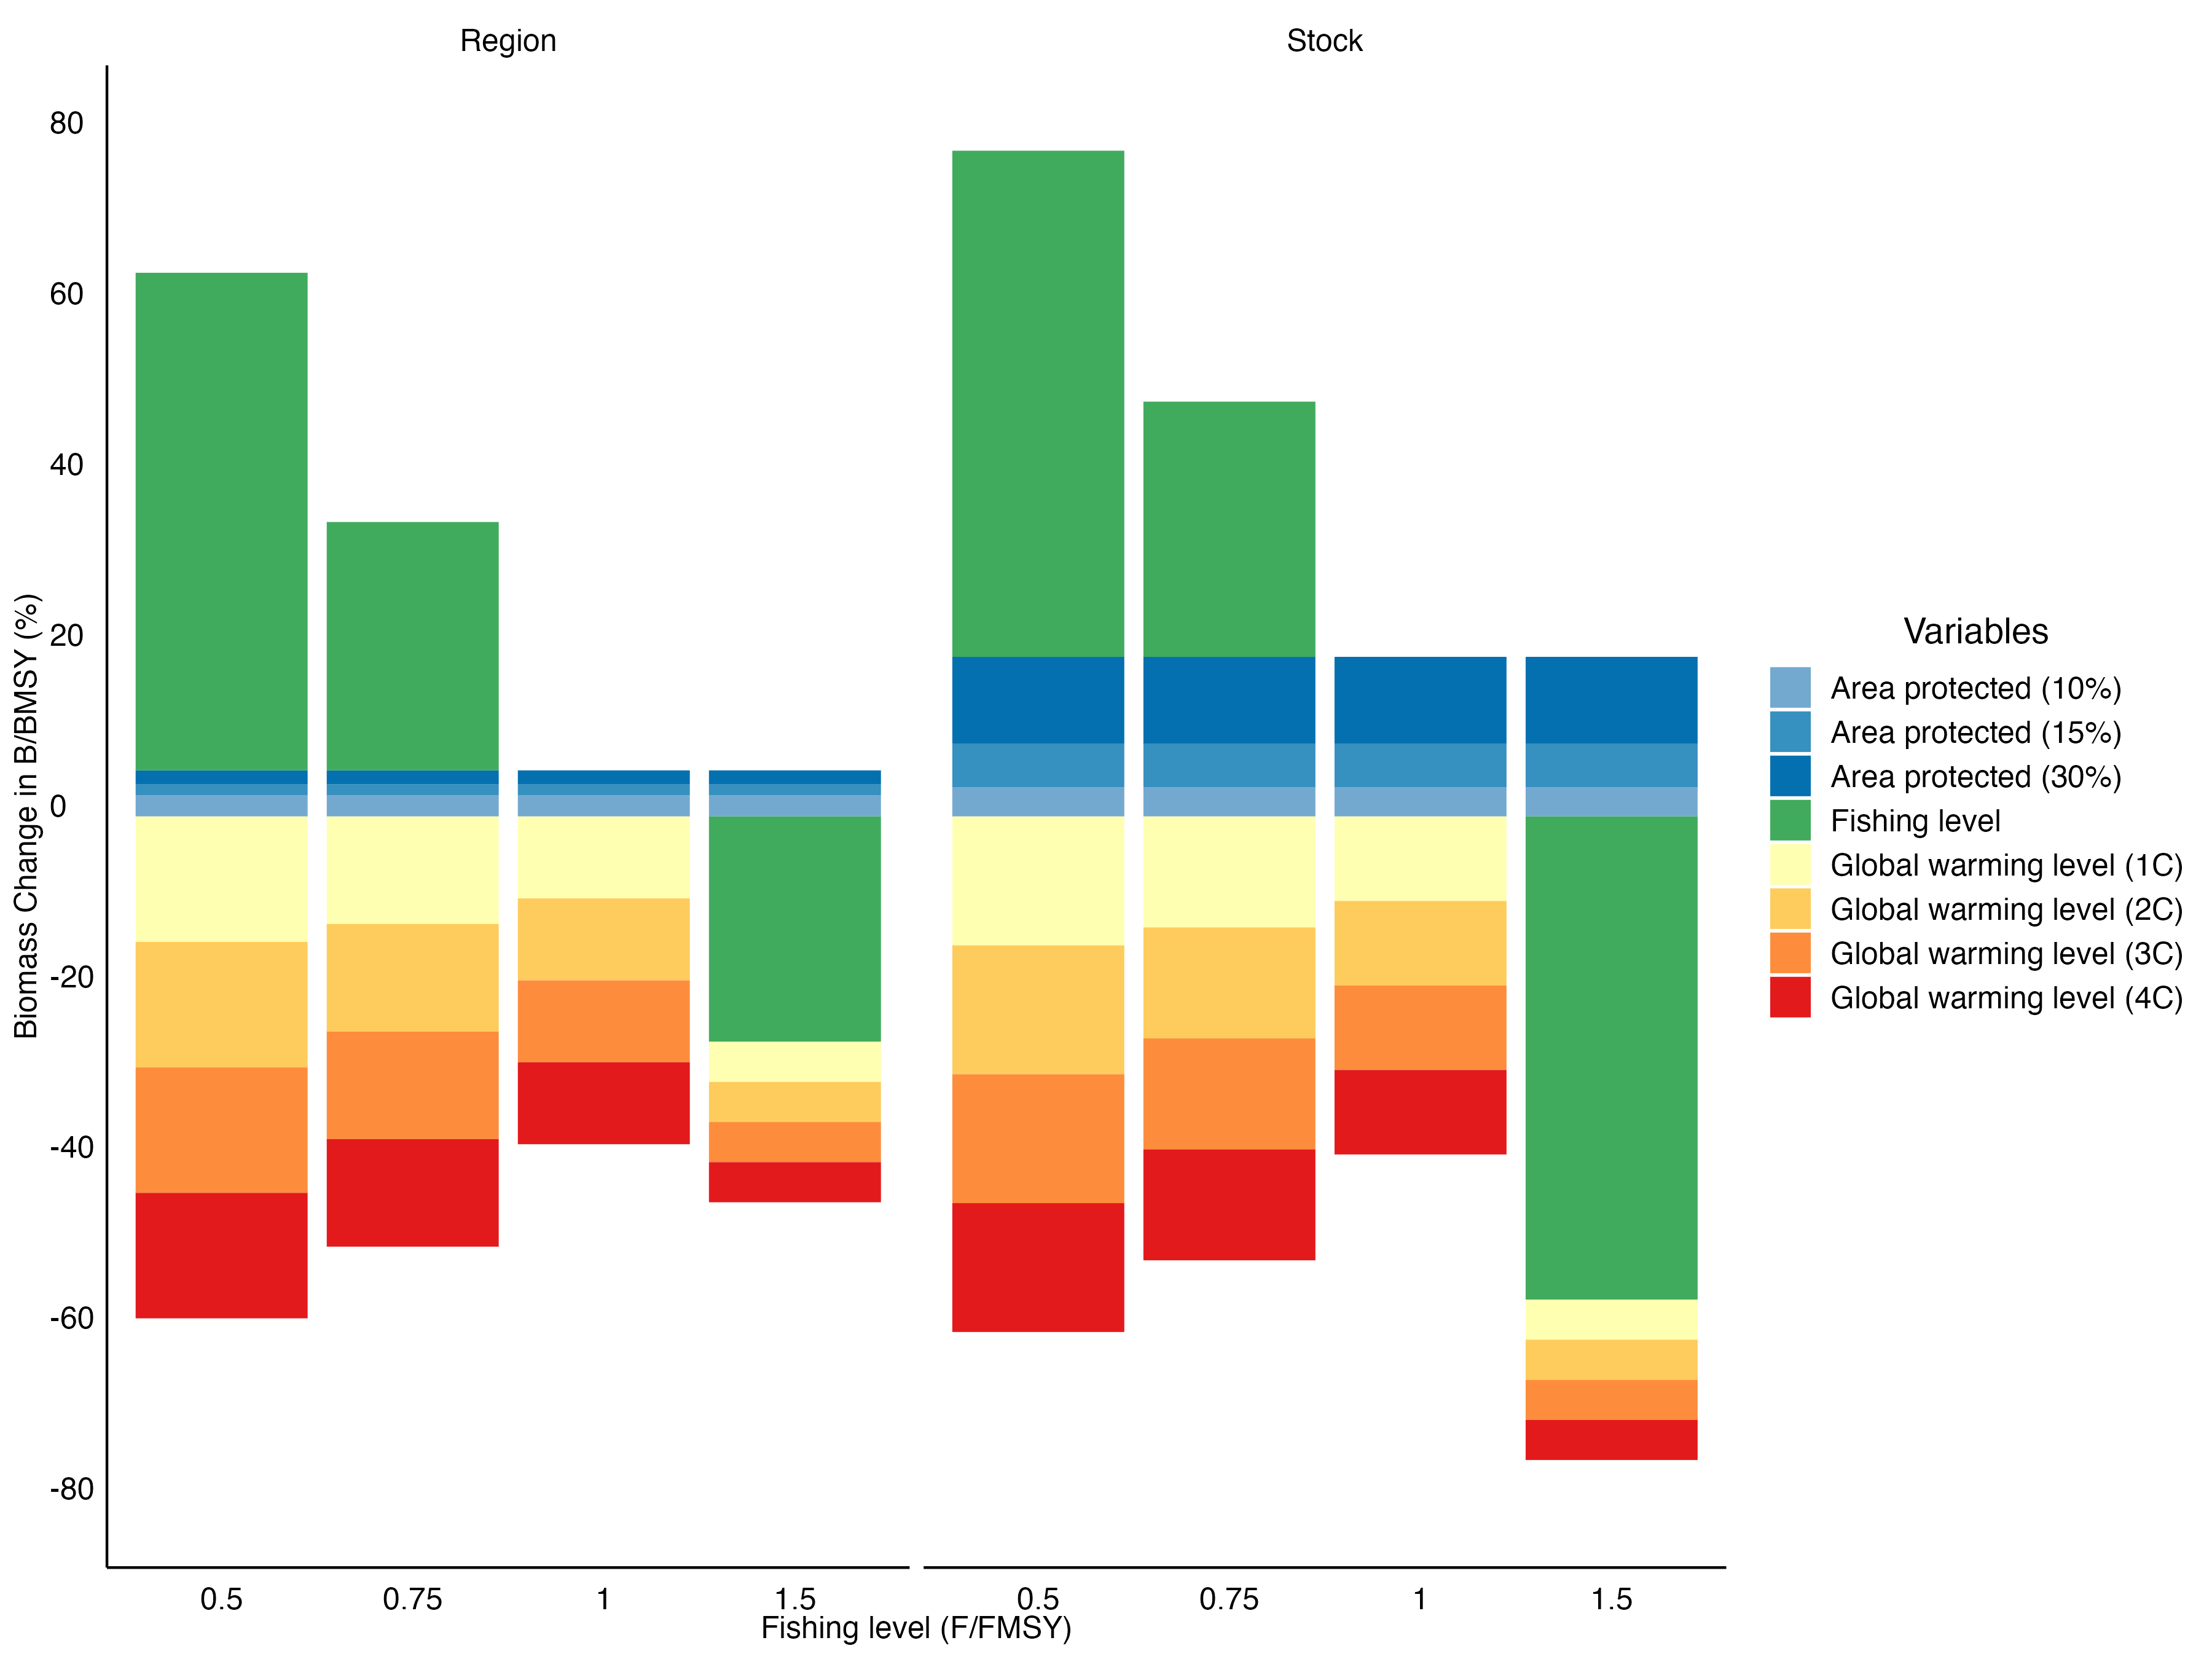 Region
Stock
Biomass Change in B/BMSY (%)
80
60
40
20
0
-20
-40
-60
-80
0.5
0.75
1
1.5
0.5
0.75
1
1.5
Fishing level (F/FMSY)
Variables
Area protected (10%)
Area protected (15%)
Area protected (30%)
Fishing level
Global warming level (1C)
Global warming level (2C)
Global warming level (3C)
Global warming level (4C)